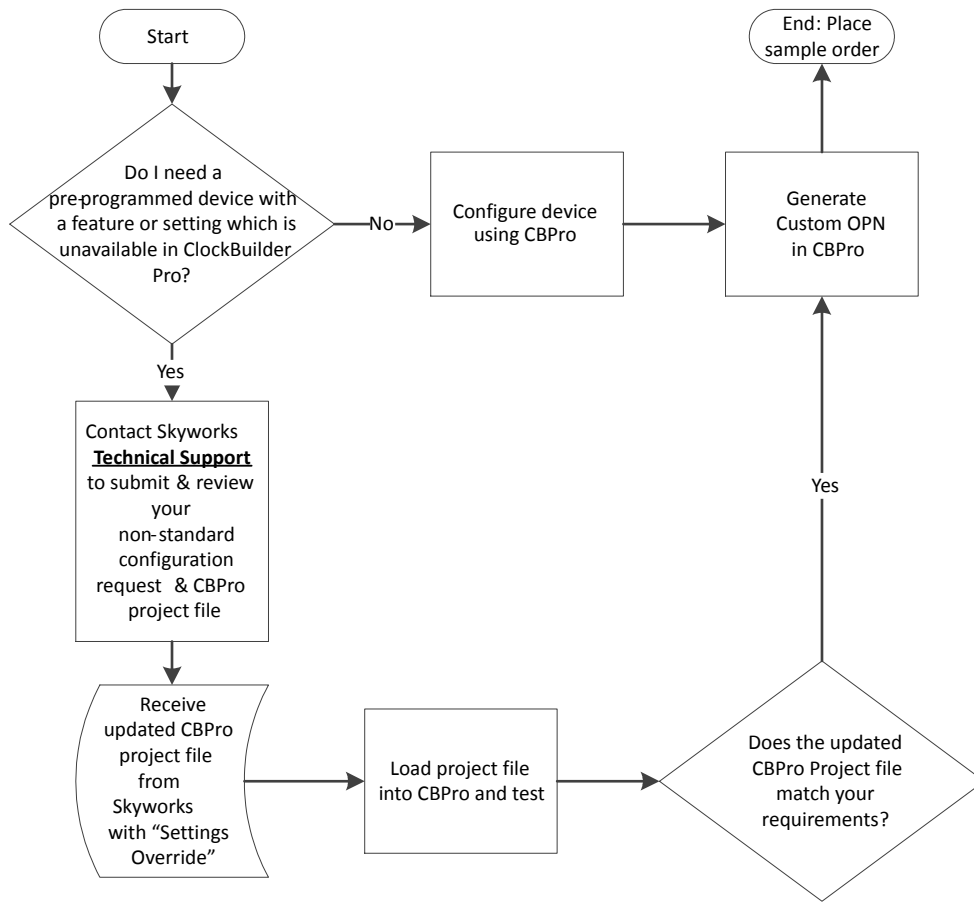 Start
End: Place
sample order
Do I need a
pre-programmed device with
a feature or setting which is
unavailable in ClockBuilder
Pro?
No
Configure device
using CBPro
Generate
Custom OPN
in CBPro
Yes
Contact Skyworks
Technical Support
to submit & review
your
non-standard
configuration
request & CBPro
project file
Yes
Receive
updated CBPro
project file
from
Skyworks
with “Settings
Override”
Load project file
into CBPro and test
Does the updated
CBPro Project file
match your
requirements?